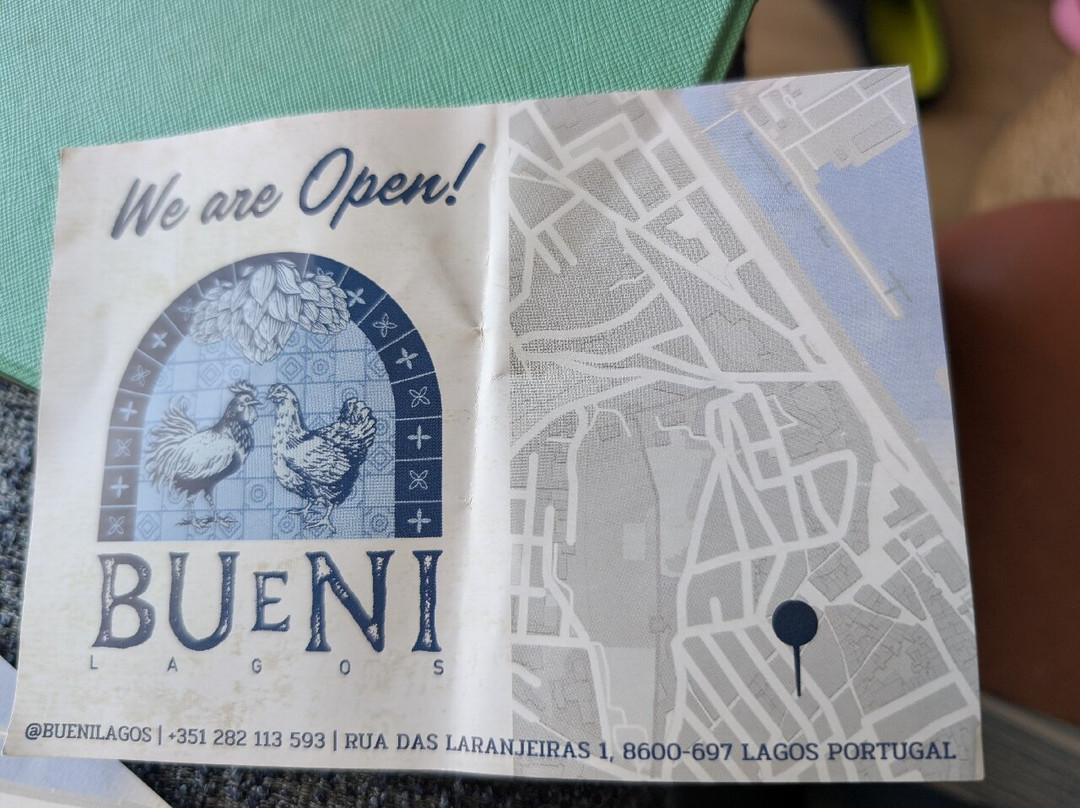 We are Open!
BUENI
LAGOS
@BUENILAGOS | +351 282 113 593 | RUA DAS LARANJEIRAS 1, 8600-697 LAGOS PORTUGAL